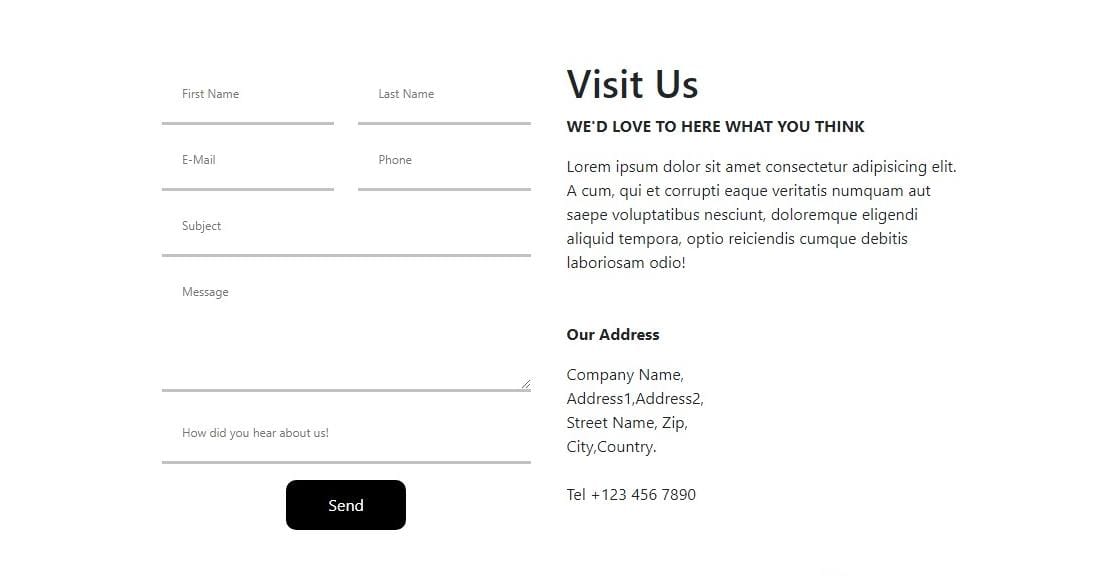 First Name
Last Name
E-Mail
Phone
Subject
Message
How did you hear about us!
Send
Visit Us
WE'D LOVE TO HERE WHAT YOU THINK
Lorem ipsum dolor sit amet consectetur adipisicing elit.
A cum, qui et corrupti eaque veritatis numquam aut
saepe voluptatibus nesciunt, doloremque eligendi
aliquid tempora, optio reiciendis cumque debitis
laboriosam odio!
Our Address
Company Name,
Address1,Address2,
Street Name, Zip,
City,Country.
Tel +123 456 7890